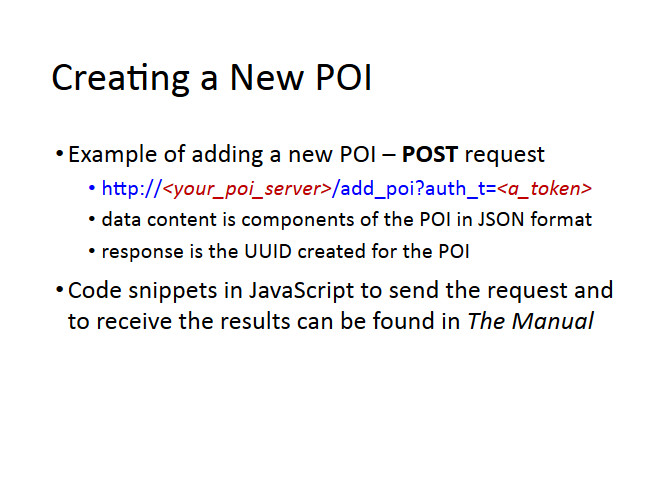 Creating a New POI
• Example of adding a new POI – POST request
• http://<your_poi_server>/add_poi?auth_t=<a_token>
• data content is components of the POI in JSON format
• response is the UUID created for the POI
• Code snippets in JavaScript to send the request and
to receive the results can be found in The Manual